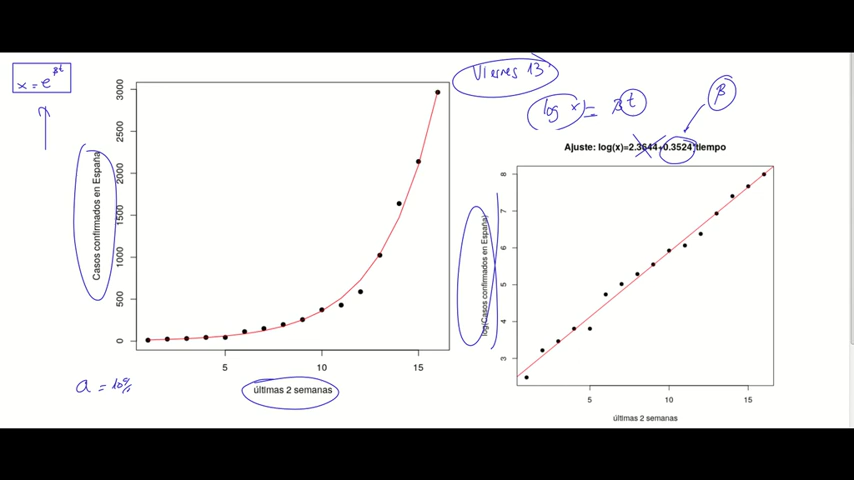 x = e^βt
Viernes 13
log x = βt
β
Ajuste: log(x)=2.3644+0.3524 tiempo
Casos confirmados en España
3000
2500
2000
1500
1000
500
0
5 10 15
últimas 2 semanas
a = 10%
log(Casos confirmados en España)
8
7
6
5
4
3
5 10 15
últimas 2 semanas